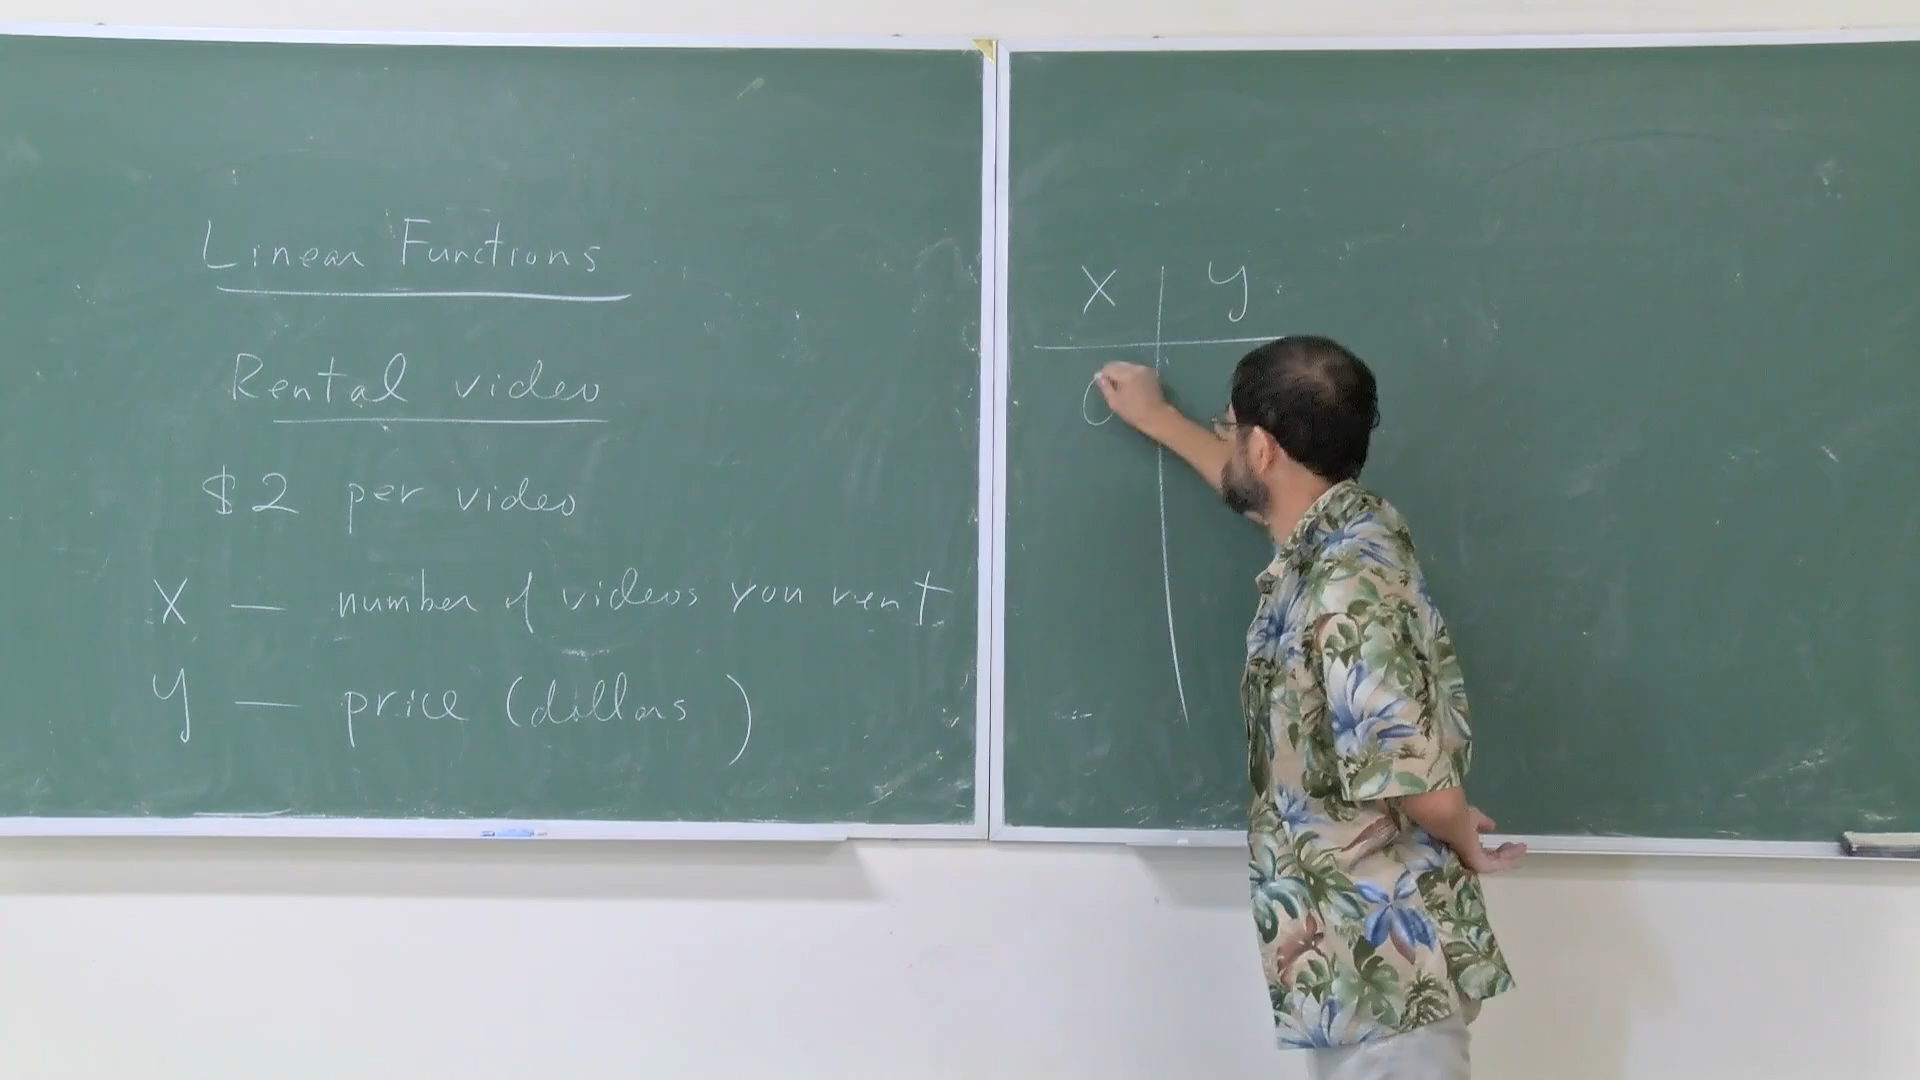 Linear Functions
Rental video
$2 per video
X — number of videos you rent
y — price (dollars)
X y
0